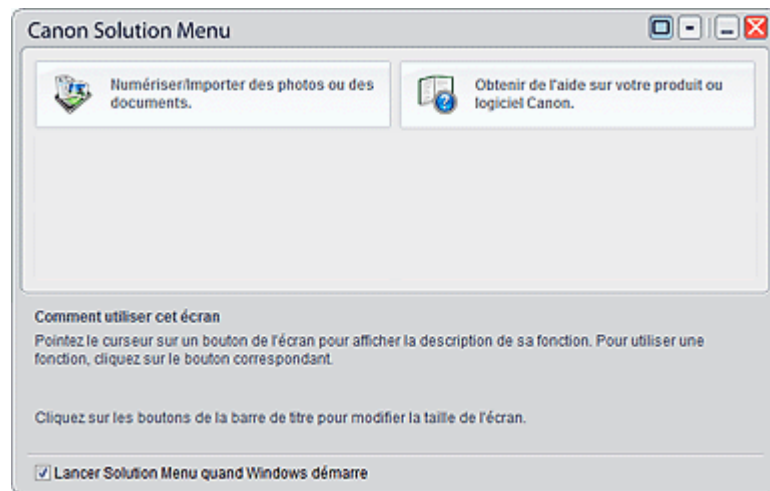 Canon Solution Menu
Numériser/Importer des photos ou des
documents.
Obtenir de l'aide sur votre produit ou
logiciel Canon.
Comment utiliser cet écran
Pointez le curseur sur un bouton de l'écran pour afficher la description de sa fonction. Pour utiliser une
fonction, cliquez sur le bouton correspondant.
Cliquez sur les boutons de la barre de titre pour modifier la taille de l'écran.
Lancer Solution Menu quand Windows démarre